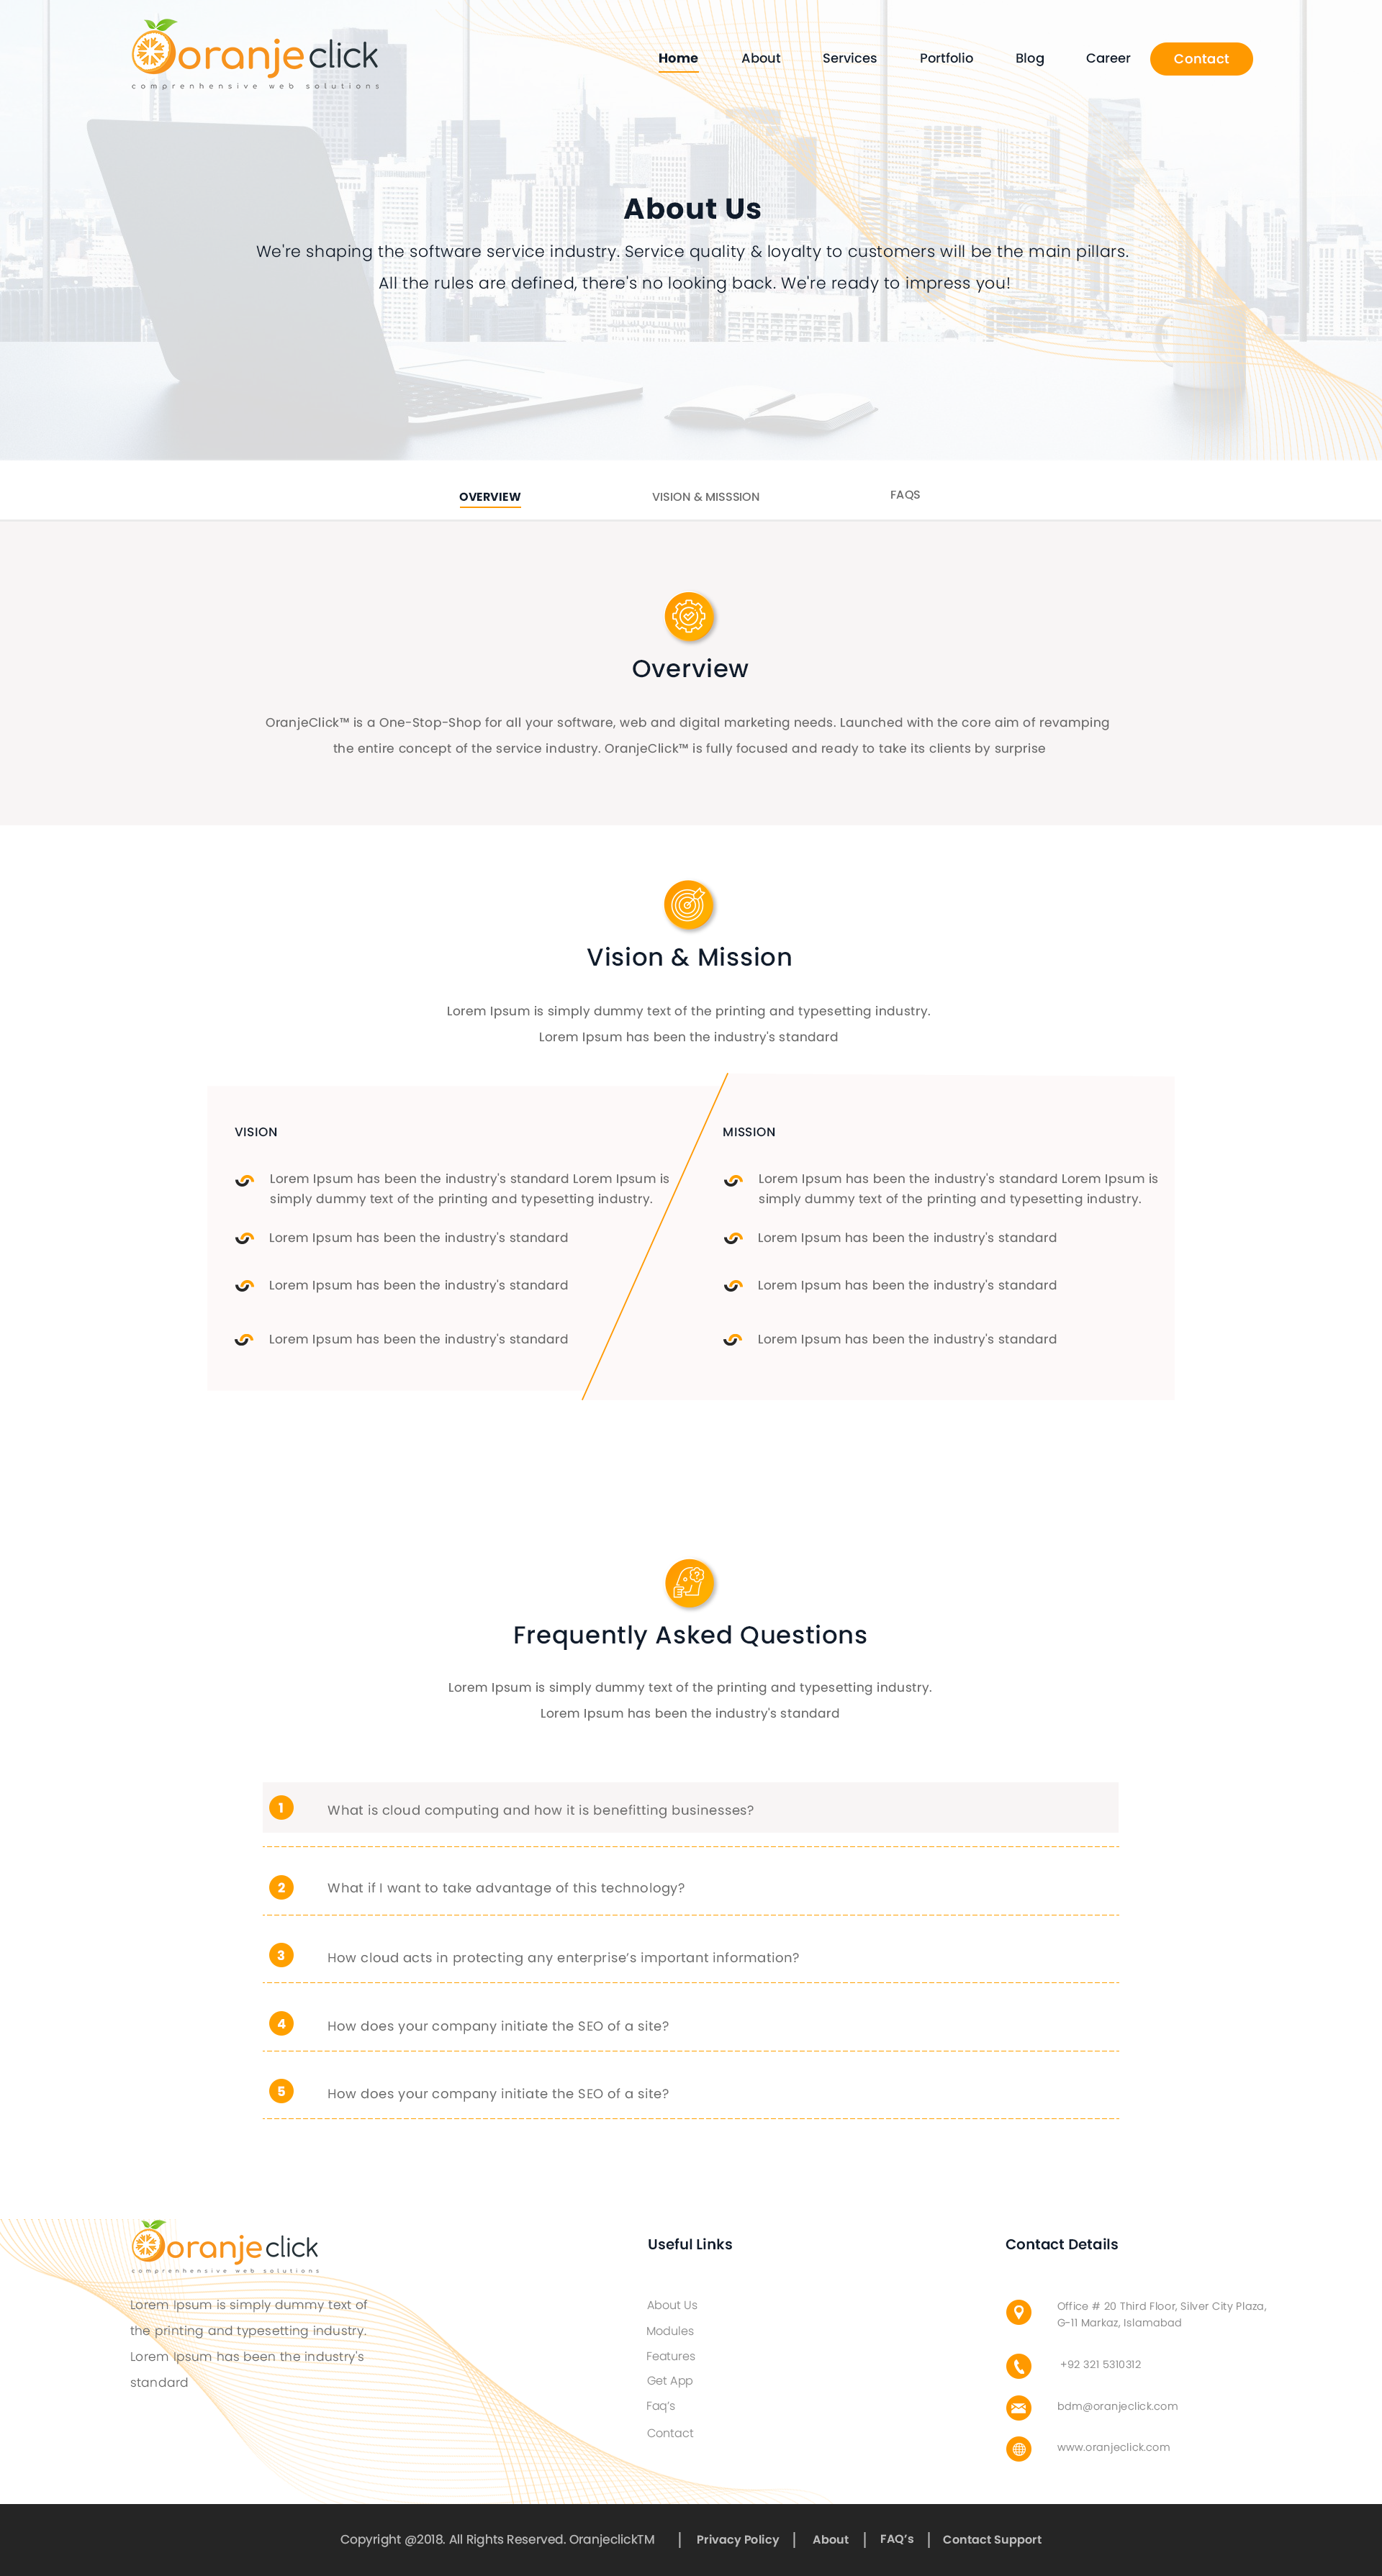 oranjeclick
comprehensive web solutions
Home About Services Portfolio Blog Career Contact
About Us
We're shaping the software service industry. Service quality & loyalty to customers will be the main pillars.
All the rules are defined, there's no looking back. We're ready to impress you!
OVERVIEW VISION & MISSSION FAQS
Overview
OranjeClick™ is a One-Stop-Shop for all your software, web and digital marketing needs. Launched with the core aim of revamping
the entire concept of the service industry. OranjeClick™ is fully focused and ready to take its clients by surprise
Vision & Mission
Lorem Ipsum is simply dummy text of the printing and typesetting industry.
Lorem Ipsum has been the industry's standard
VISION
Lorem Ipsum has been the industry's standard Lorem Ipsum is
simply dummy text of the printing and typesetting industry.
Lorem Ipsum has been the industry's standard
Lorem Ipsum has been the industry's standard
Lorem Ipsum has been the industry's standard
MISSION
Lorem Ipsum has been the industry's standard Lorem Ipsum is
simply dummy text of the printing and typesetting industry.
Lorem Ipsum has been the industry's standard
Lorem Ipsum has been the industry's standard
Lorem Ipsum has been the industry's standard
Frequently Asked Questions
Lorem Ipsum is simply dummy text of the printing and typesetting industry.
Lorem Ipsum has been the industry's standard
1 What is cloud computing and how it is benefitting businesses?
2 What if I want to take advantage of this technology?
3 How cloud acts in protecting any enterprise’s important information?
4 How does your company initiate the SEO of a site?
5 How does your company initiate the SEO of a site?
oranjeclick
comprehensive web solutions
Lorem Ipsum is simply dummy text of
the printing and typesetting industry.
Lorem Ipsum has been the industry's
standard
Useful Links
About Us
Modules
Features
Get App
Faq’s
Contact
Contact Details
Office # 20 Third Floor, Silver City Plaza,
G-11 Markaz, Islamabad
+92 321 5310312
bdm@oranjeclick.com
www.oranjeclick.com
Copyright @2018. All Rights Reserved. OranjeclickTM | Privacy Policy | About | FAQ’s | Contact Support